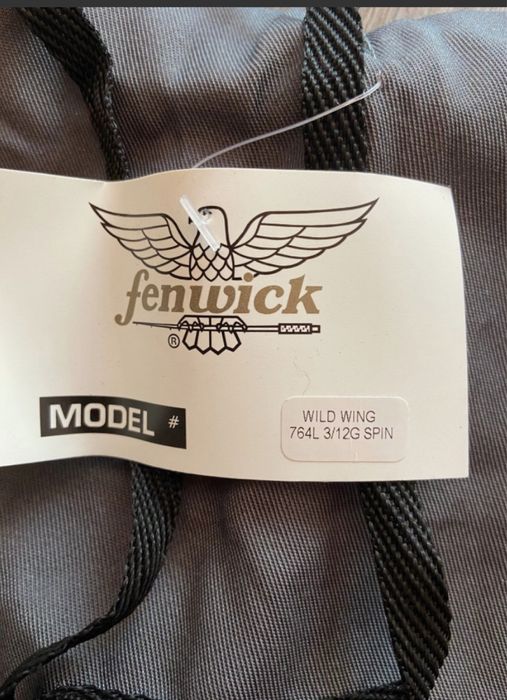 fenwick
®
MODEL #
WILD WING
764L 3/12G SPIN